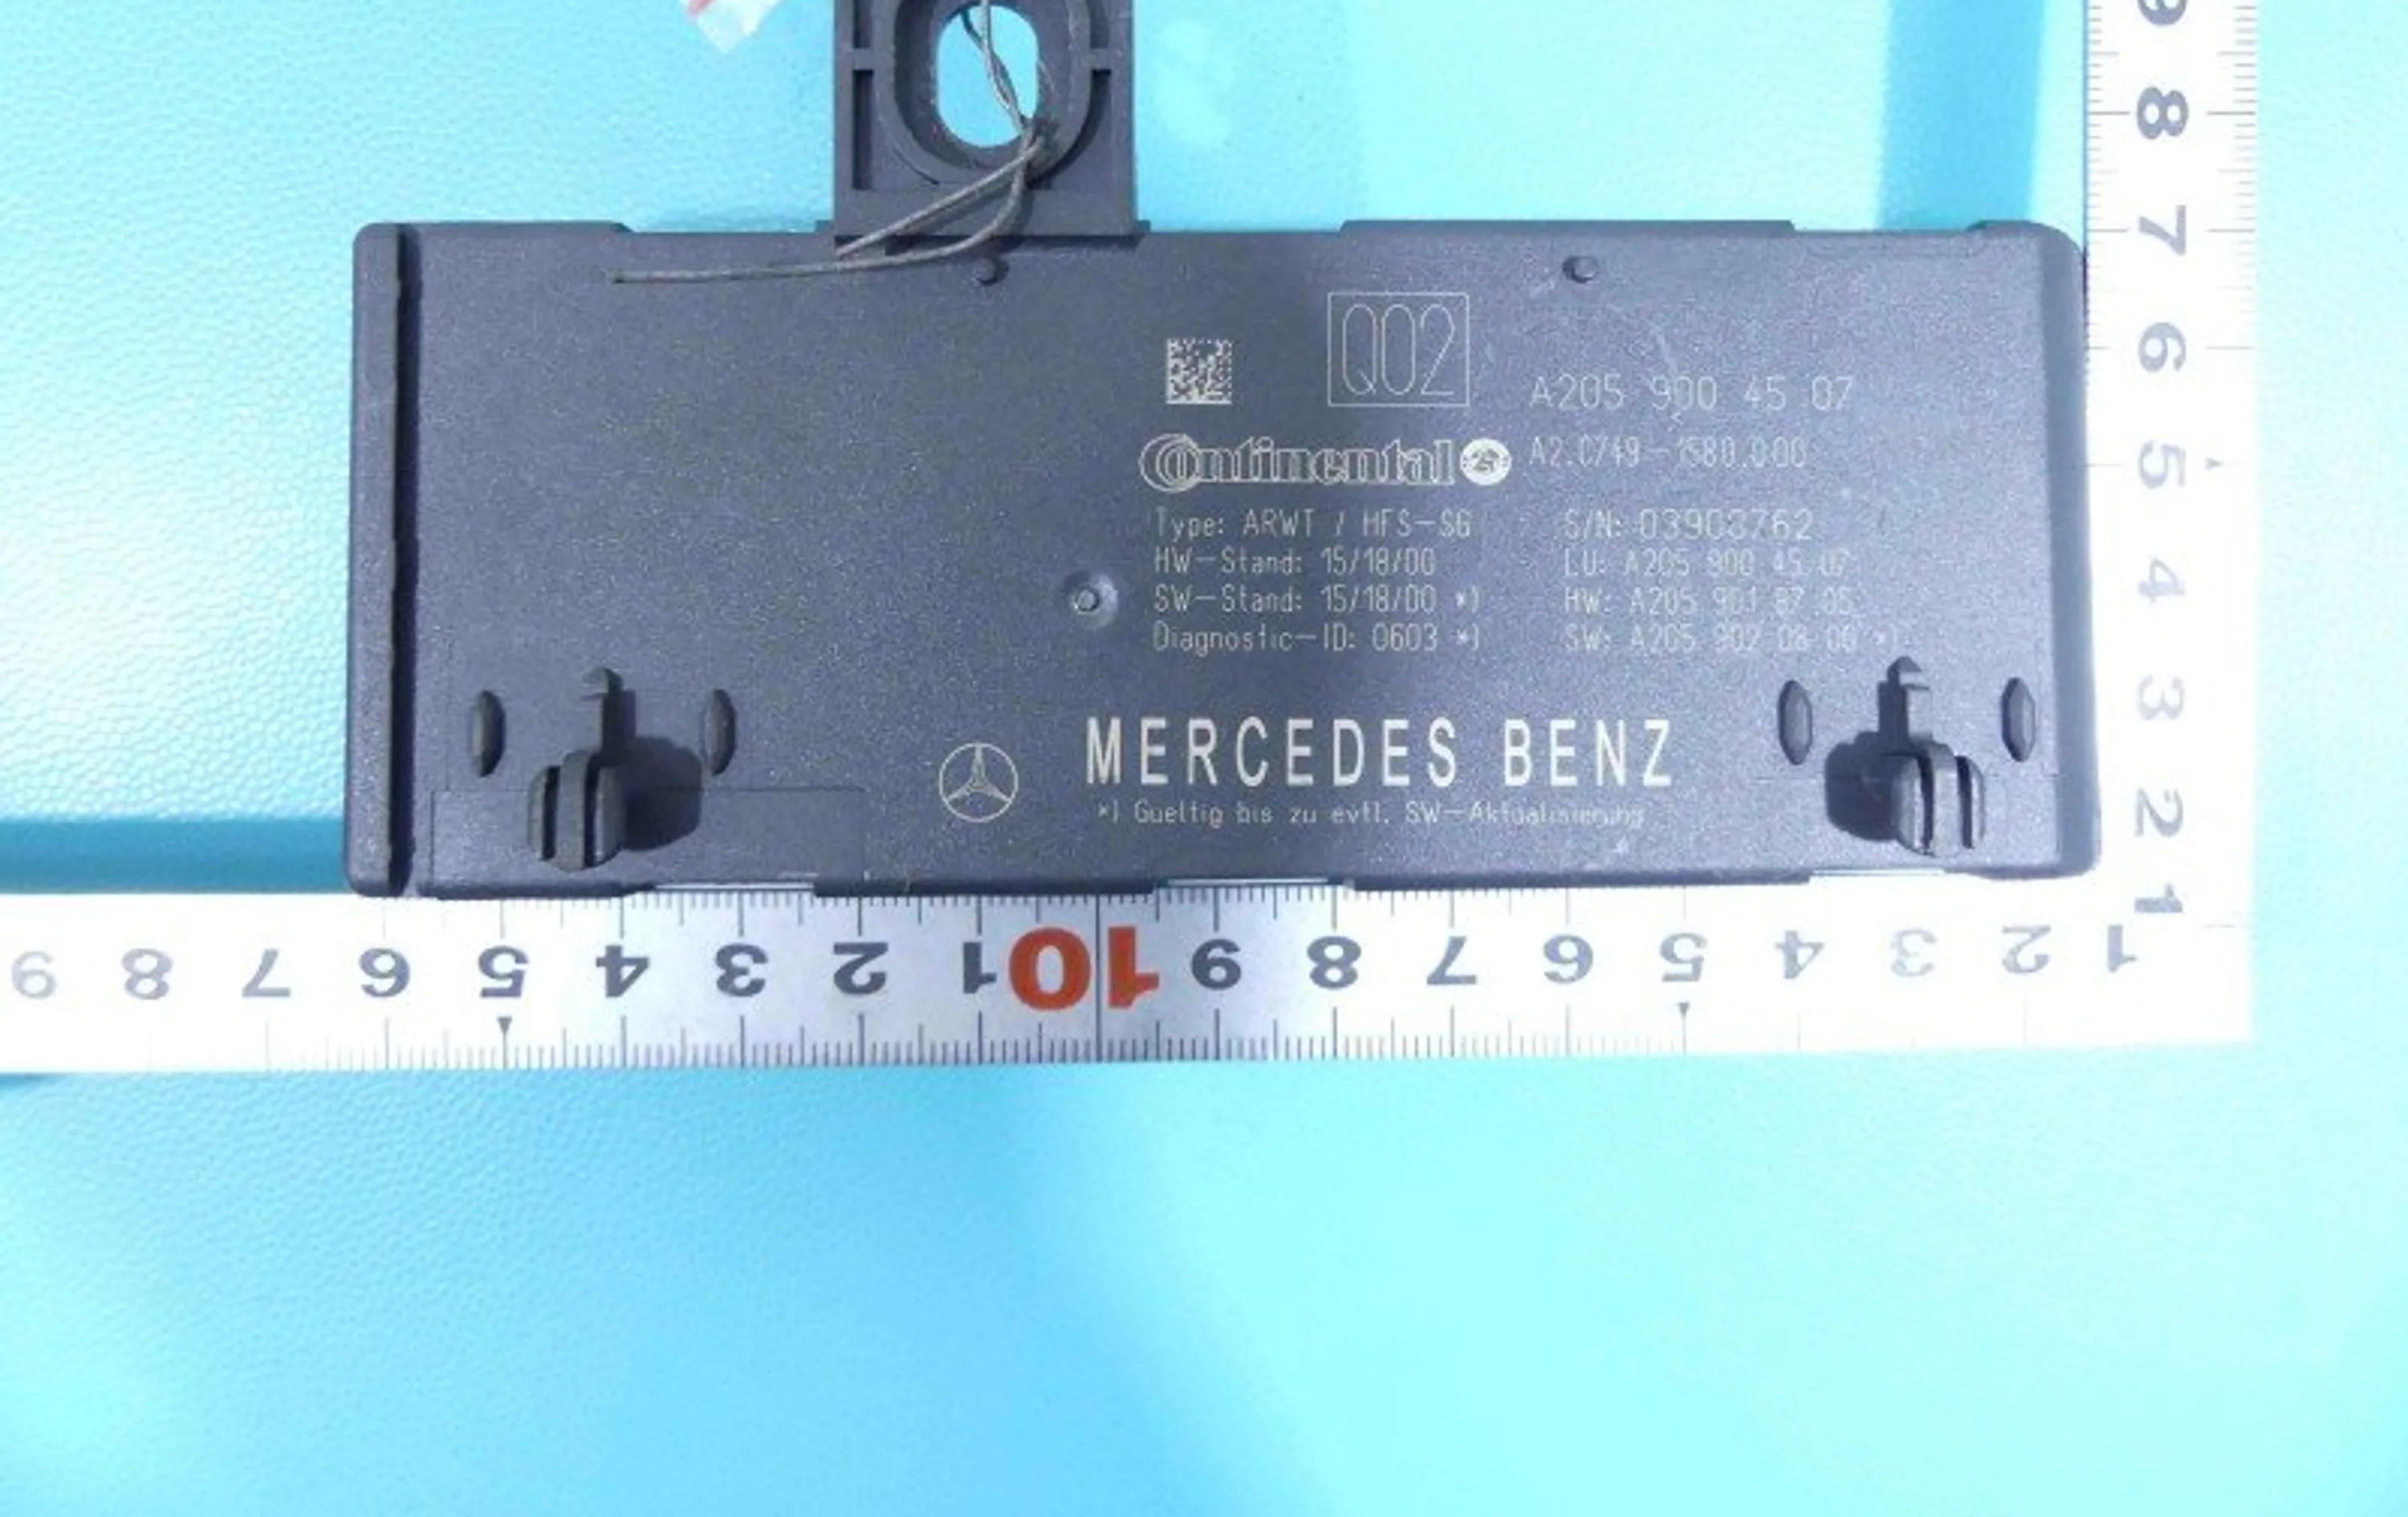 Q02
A205 900 45 07
Continental A2.C749-1580.000
Type: ARWT / HFS-SG S/N:
HW-Stand: 15/18/00 LU: A205 900 45 07
SW-Stand: 15/18/00 *) HW: A205 901 87 05
Diagnostic-ID: 0603 *) SW: A205 902 08 00 *)
MERCEDES BENZ
*) Gueltig bis zu evtl. SW-Aktualisierung
9
8
7
6
5
4
3
2
1
9 8 7 6 5 4 3 2 1 10 9 8 7 6 5 4 3 2 1